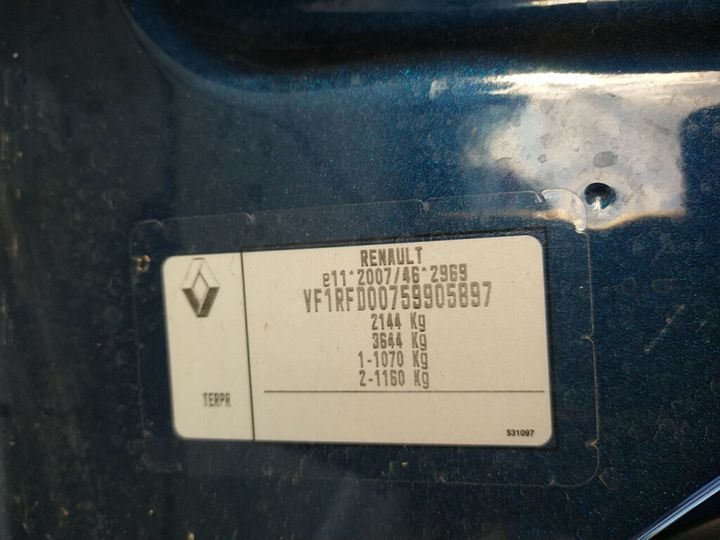 RENAULT
e11*2007/46*2969
VF1RFD00759905897
2144 Kg
3644 Kg
1-1070 Kg
2-1160 Kg
TERPR
531097